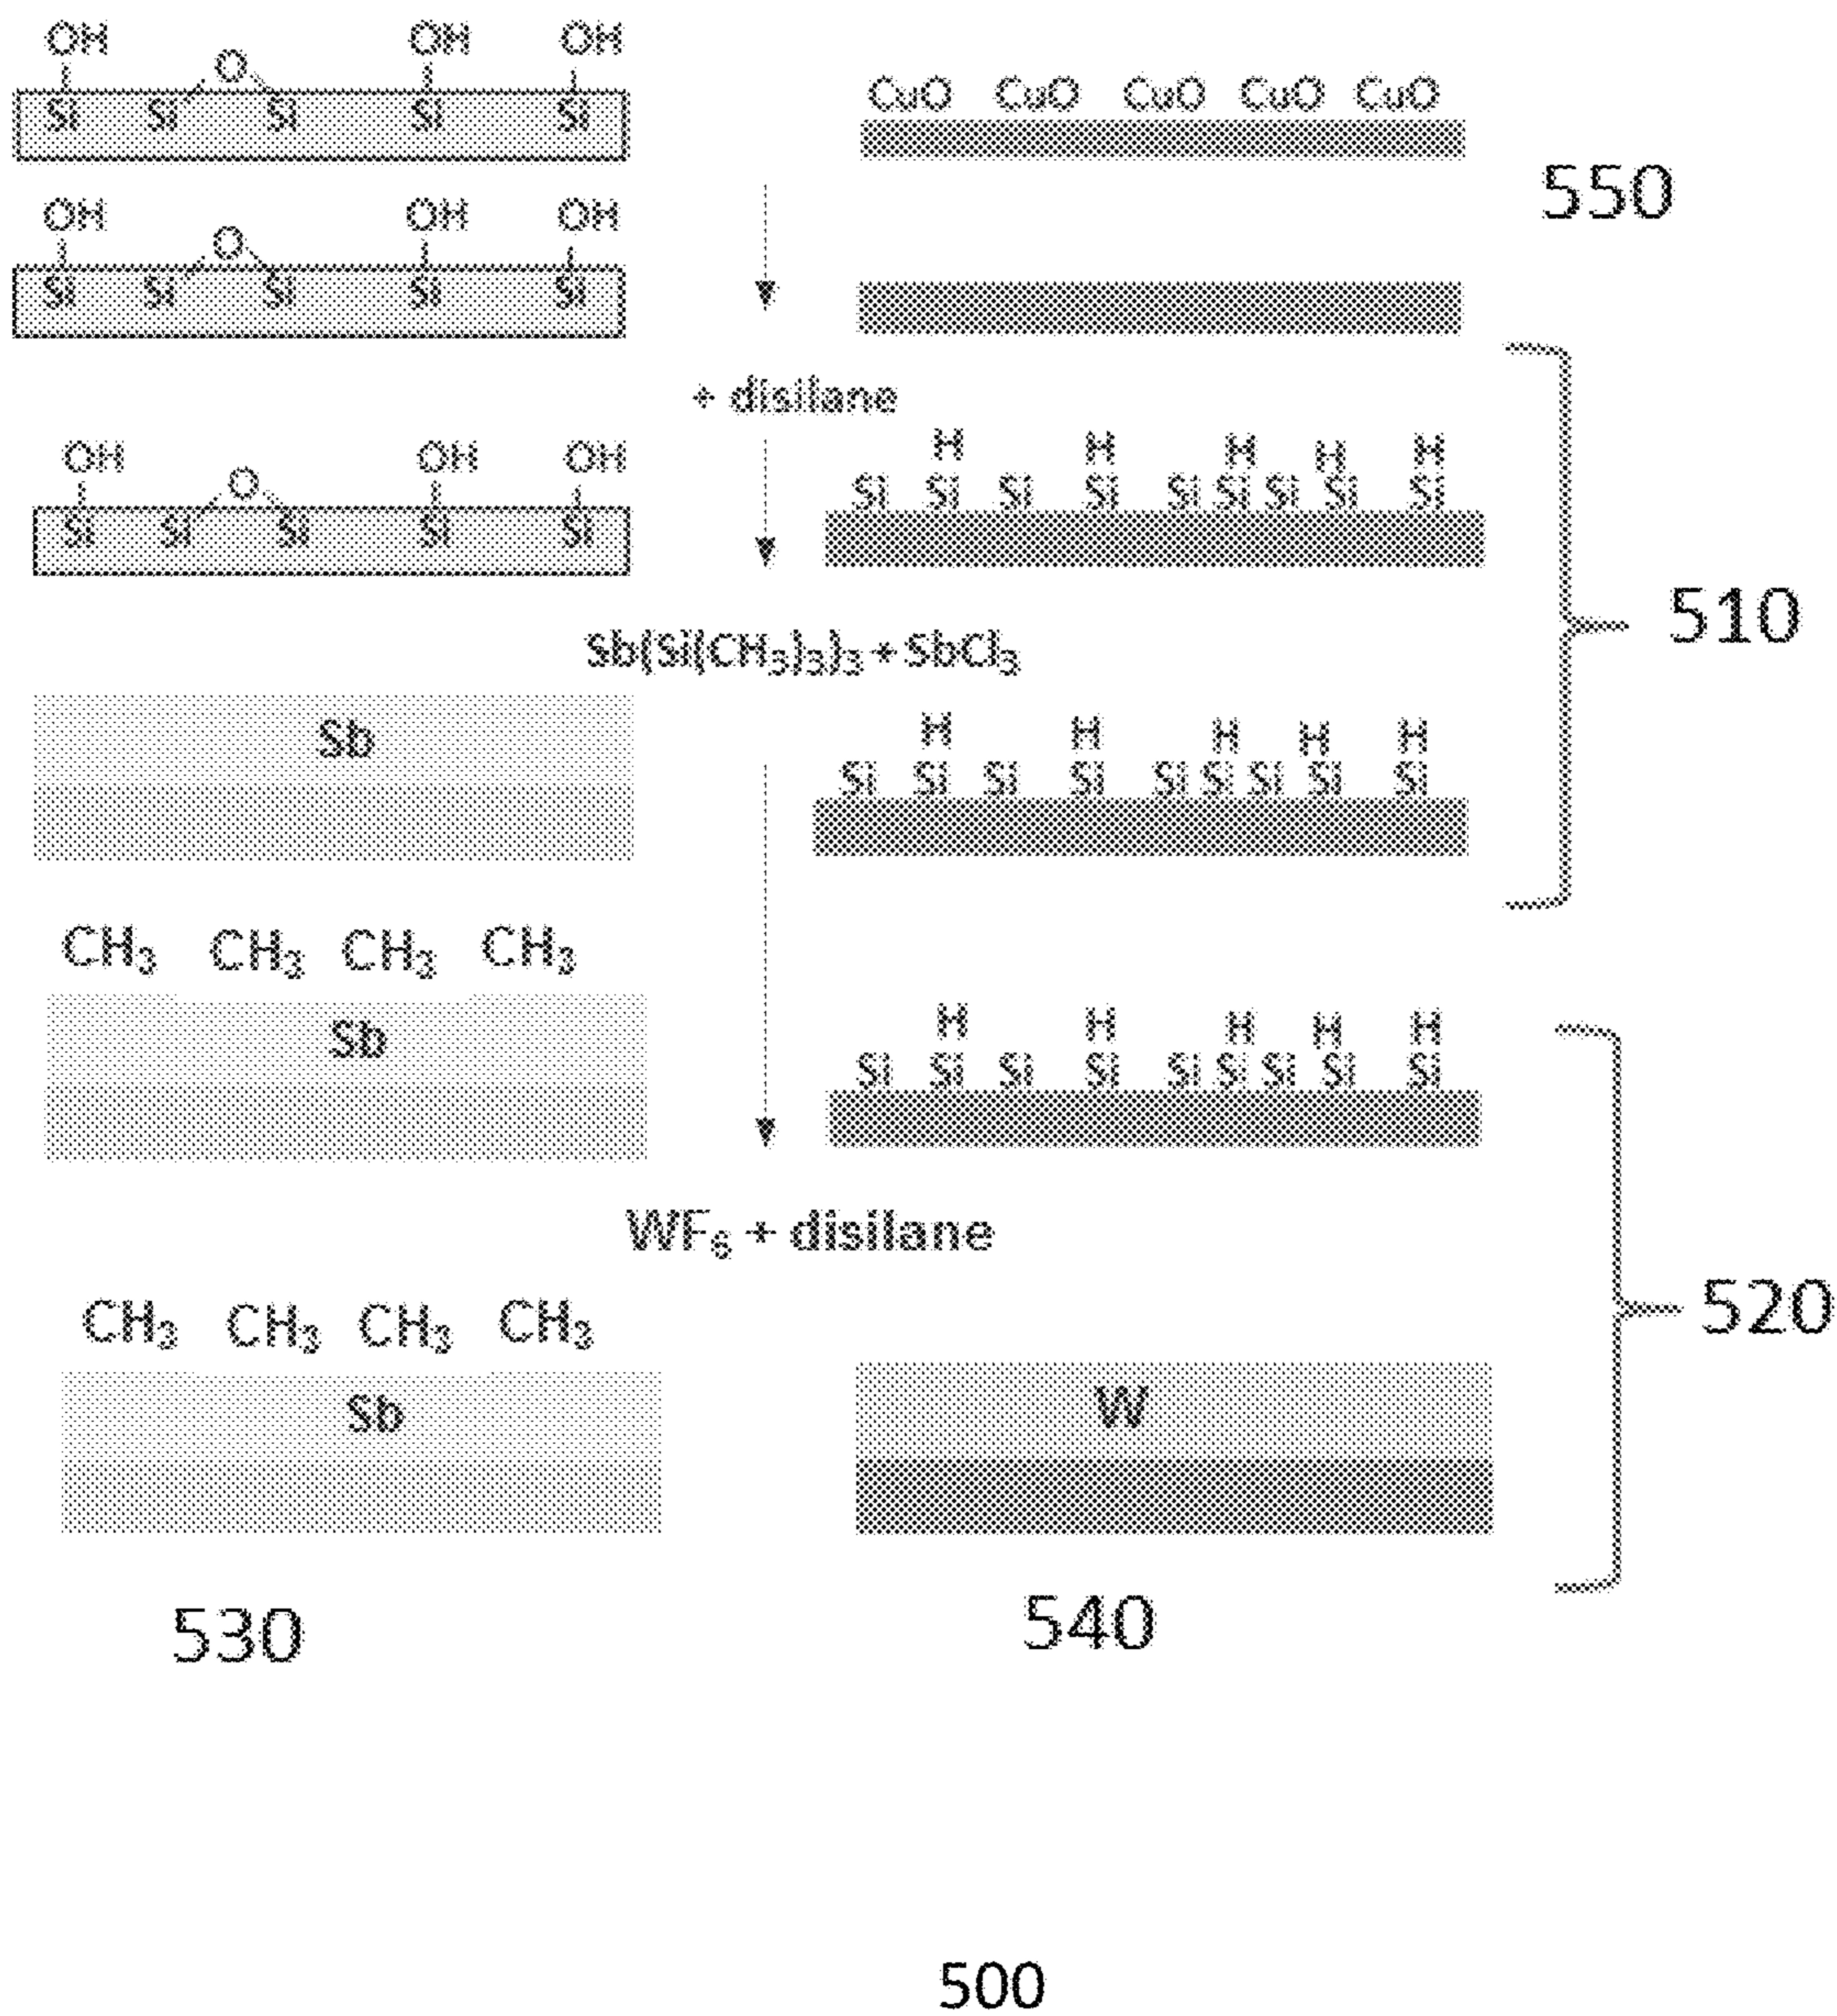 OH O OH OH
Si Si Si Si Si
CuO CuO CuO CuO CuO
550
OH O OH OH
Si Si Si Si Si
+ disilane
OH O OH OH
Si Si Si Si Si
H H H H H
Si Si Si Si Si Si Si Si Si
510
Sb(Si(CH₃)₃)₃ + SbCl₃
Sb
H H H H H
Si Si Si Si Si Si Si Si Si
CH₃ CH₃ CH₃ CH₃
Sb
H H H H H
Si Si Si Si Si Si Si Si Si
WF₆ + disilane
520
CH₃ CH₃ CH₃ CH₃
Sb
W
530
540
500